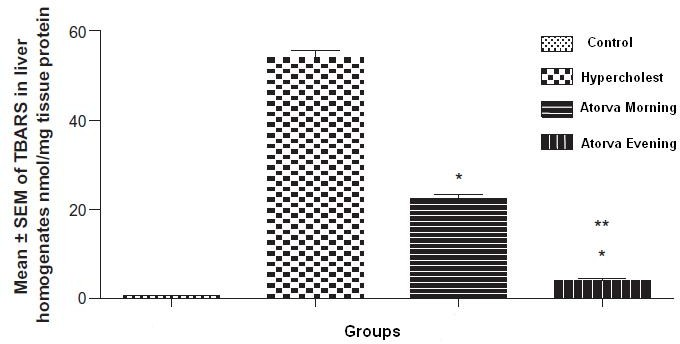 Mean ± SEM of TBARS in liver
homogenates nmol/mg tissue protein
60
40
20
0
*
**
*
Groups
Control
Hypercholest
Atorva Morning
Atorva Evening